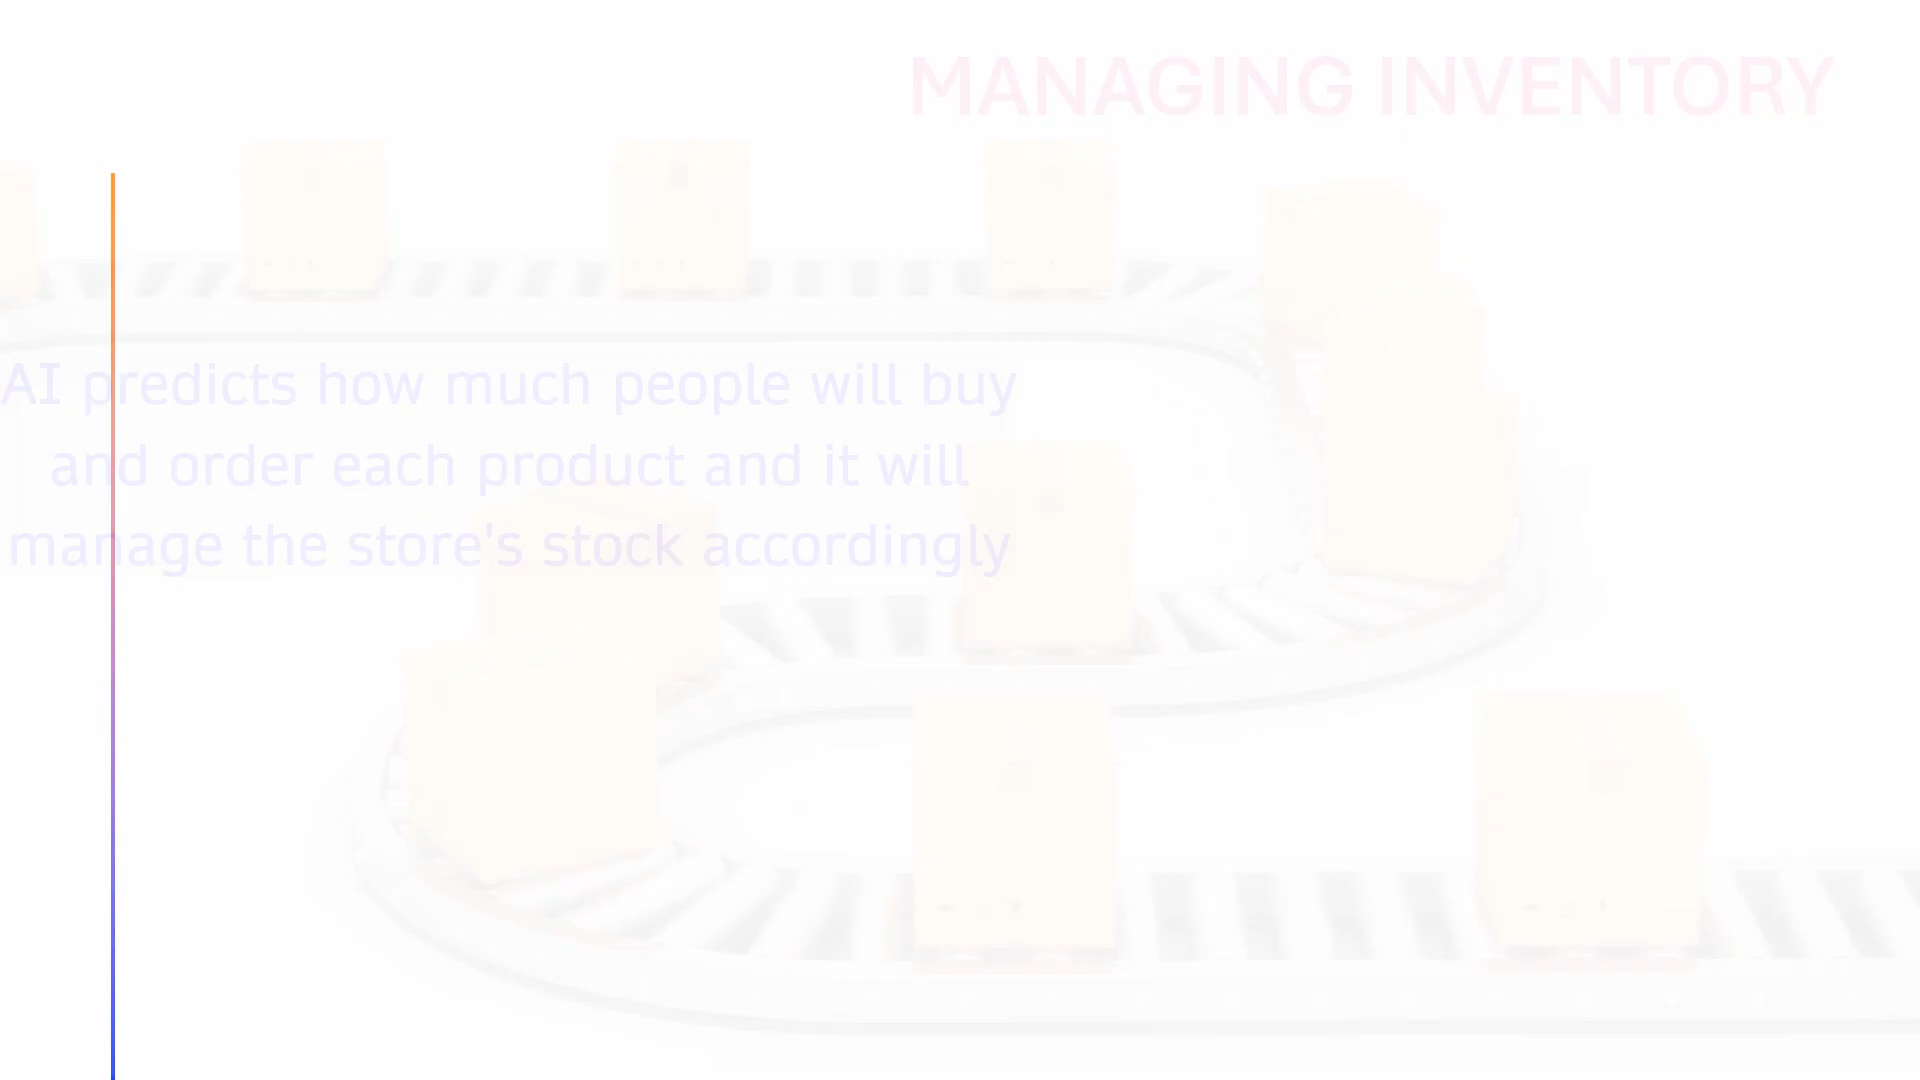 MANAGING INVENTORY
AI predicts how much people will buy
and order each product and it will
manage the store's stock accordingly